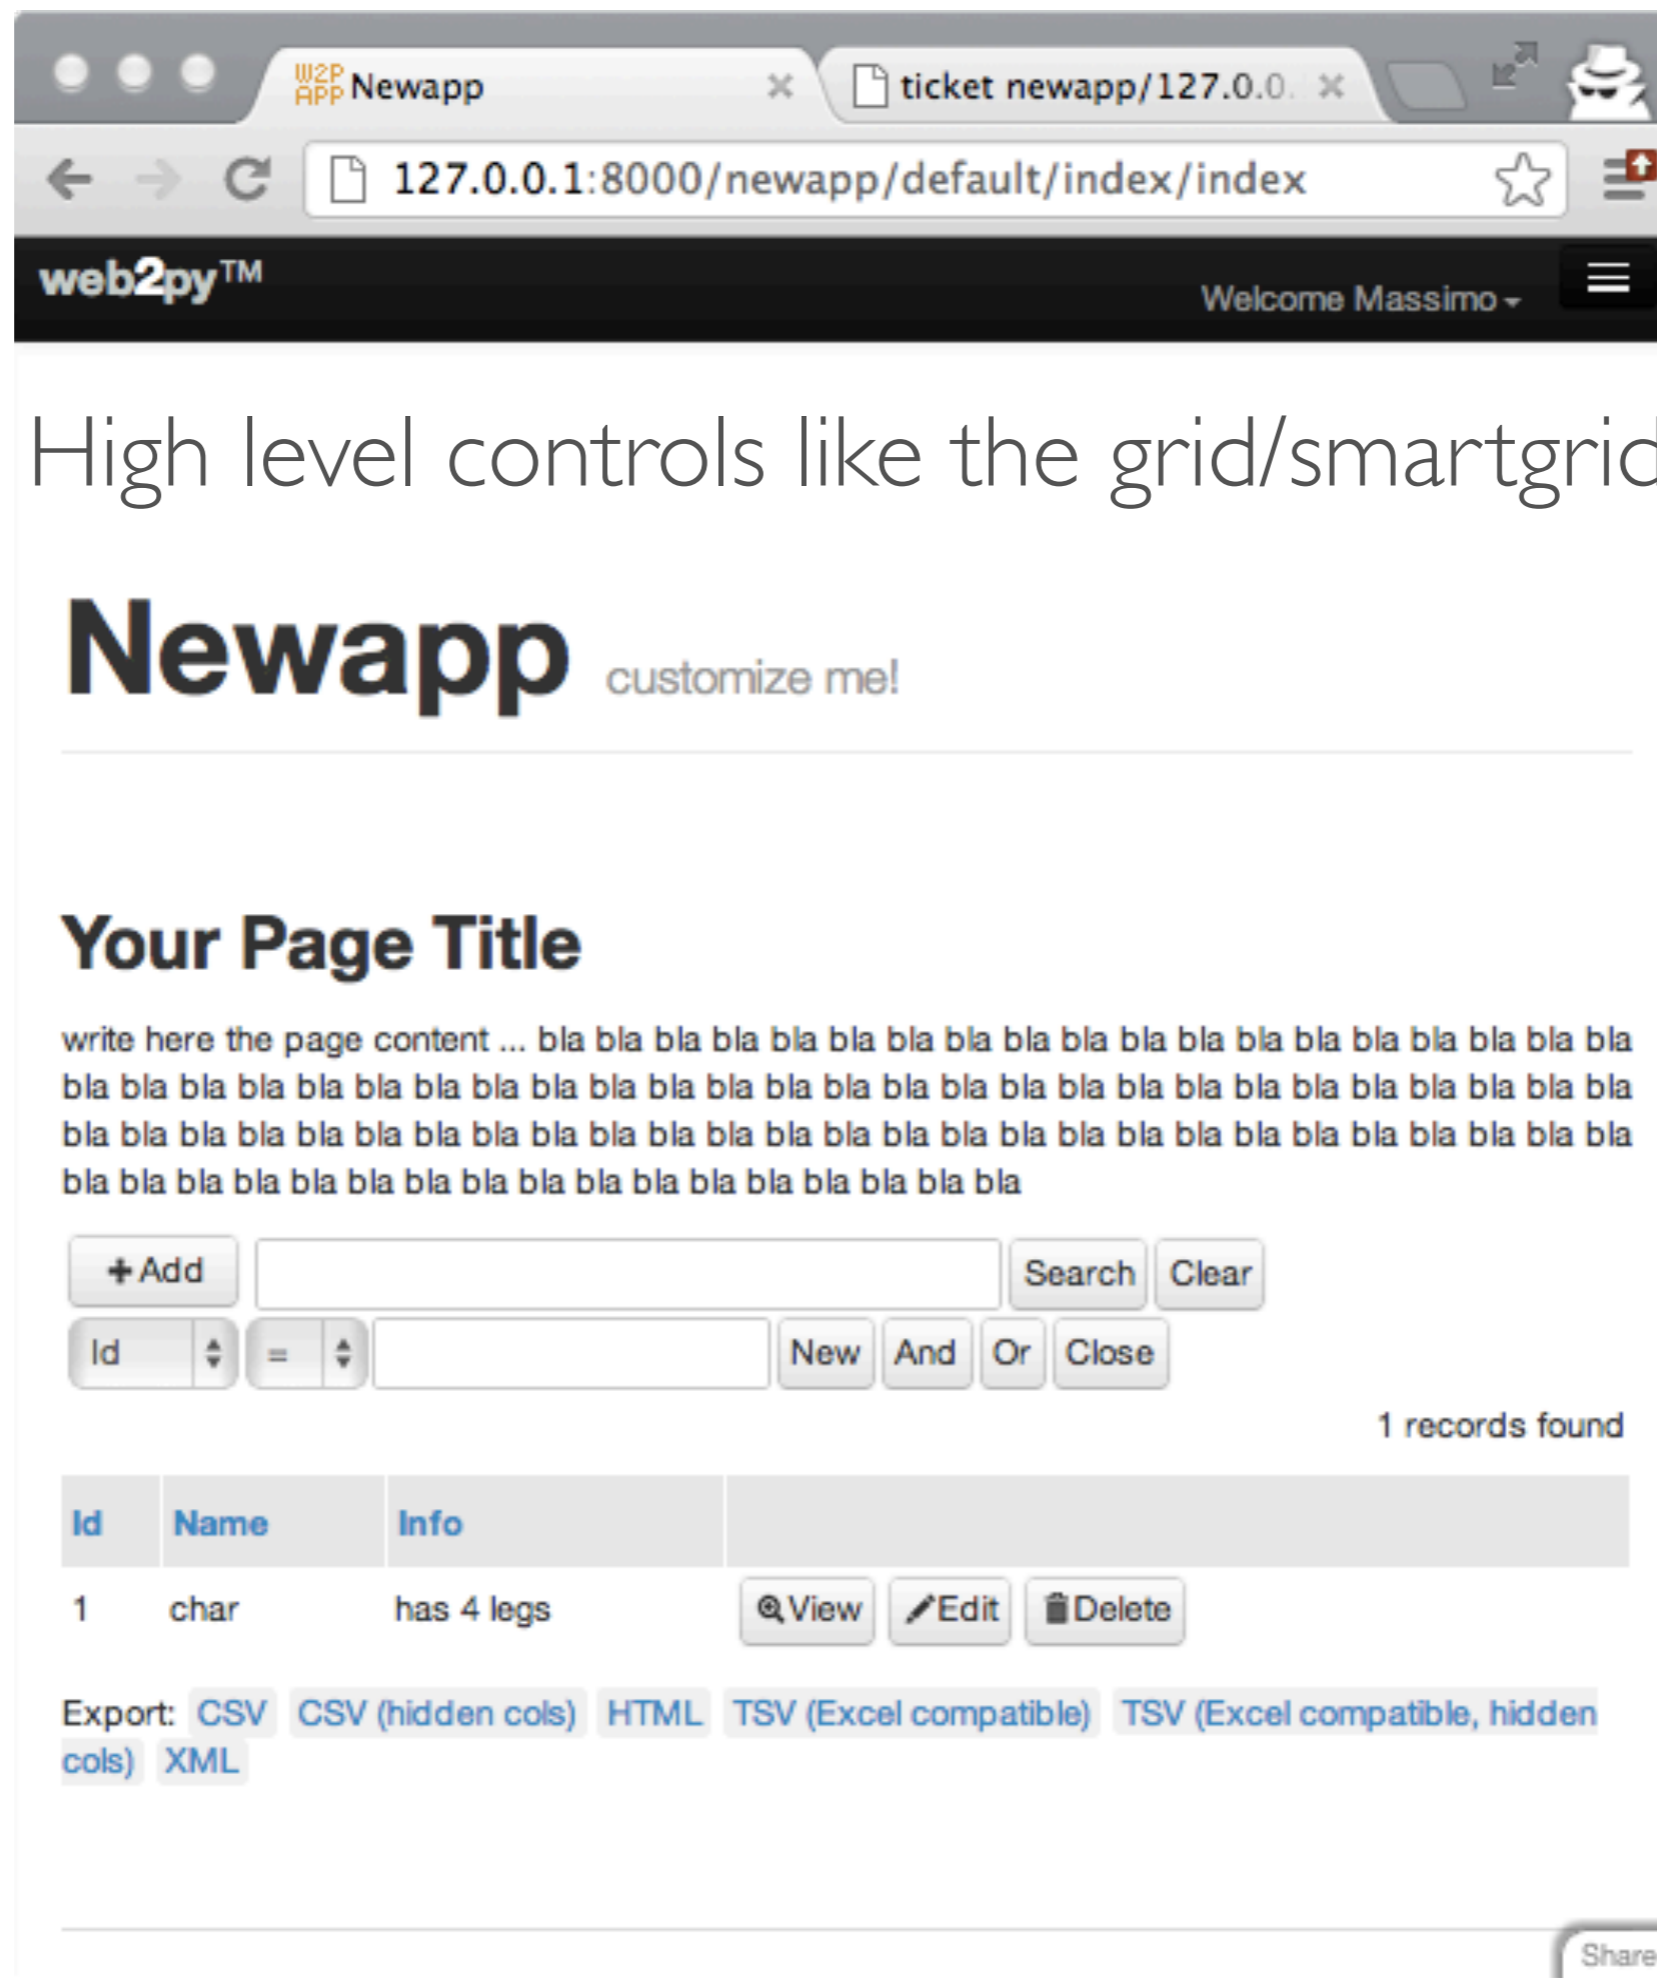 W2P APP Newapp ticket newapp/127.0.0.
127.0.0.1:8000/newapp/default/index/index
web2py™ Welcome Massimo
High level controls like the grid/smartgrid
Newapp customize me!
Your Page Title
write here the page content ... bla bla bla bla bla bla bla bla bla bla bla bla bla bla bla bla bla bla bla
bla bla bla bla bla bla bla bla bla bla bla bla bla bla bla bla bla bla bla bla bla bla bla bla bla bla bla
bla bla bla bla bla bla bla bla bla bla bla bla bla bla bla bla bla bla bla bla bla bla bla bla bla bla bla
bla bla bla bla bla bla bla bla bla bla bla bla bla bla bla bla bla
+Add Search Clear
Id = New And Or Close
1 records found
Id Name Info
1 char has 4 legs View Edit Delete
Export: CSV CSV (hidden cols) HTML TSV (Excel compatible) TSV (Excel compatible, hidden
cols) XML
Share